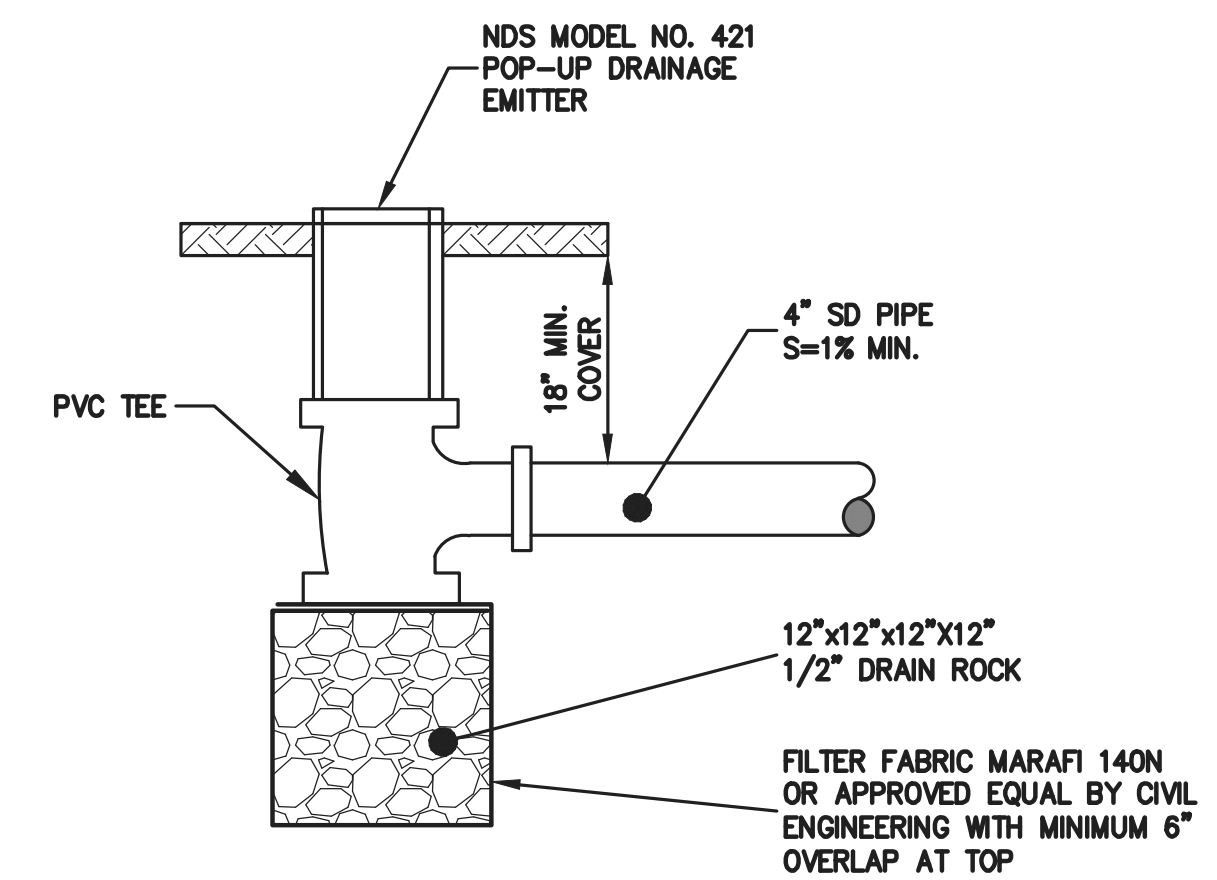 NDS MODEL NO. 421
POP-UP DRAINAGE
EMITTER
18" MIN.
COVER
4" SD PIPE
S=1% MIN.
PVC TEE
12"x12"x12"X12"
1/2" DRAIN ROCK
FILTER FABRIC MARAFI 140N
OR APPROVED EQUAL BY CIVIL
ENGINEERING WITH MINIMUM 6"
OVERLAP AT TOP